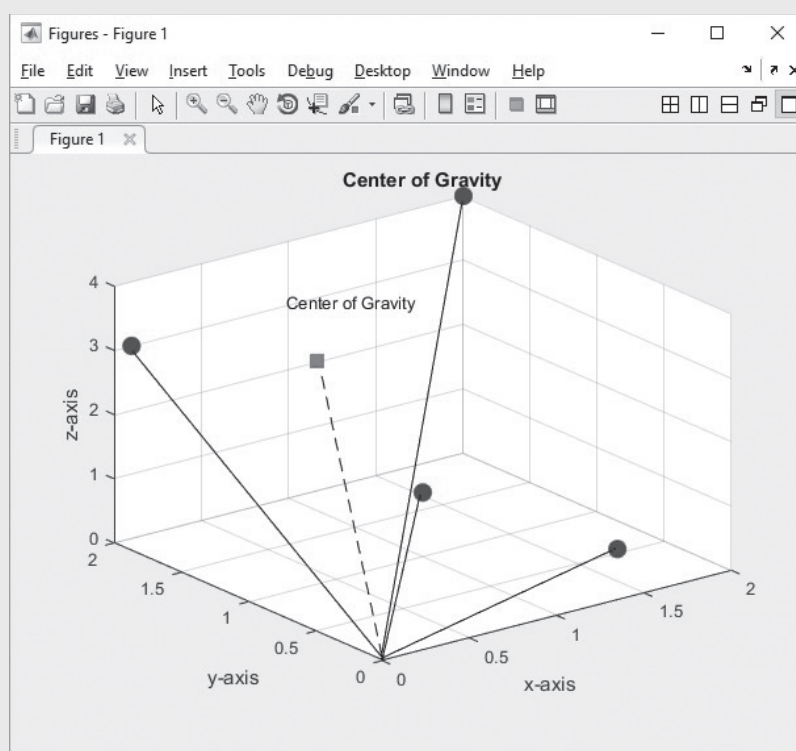 Figures - Figure 1
File Edit View Insert Tools Debug Desktop Window Help
Figure 1
Center of Gravity
Center of Gravity
4
3
2
1
0
z-axis
2
1.5
1
0.5
0
y-axis
0
0.5
1
1.5
2
x-axis